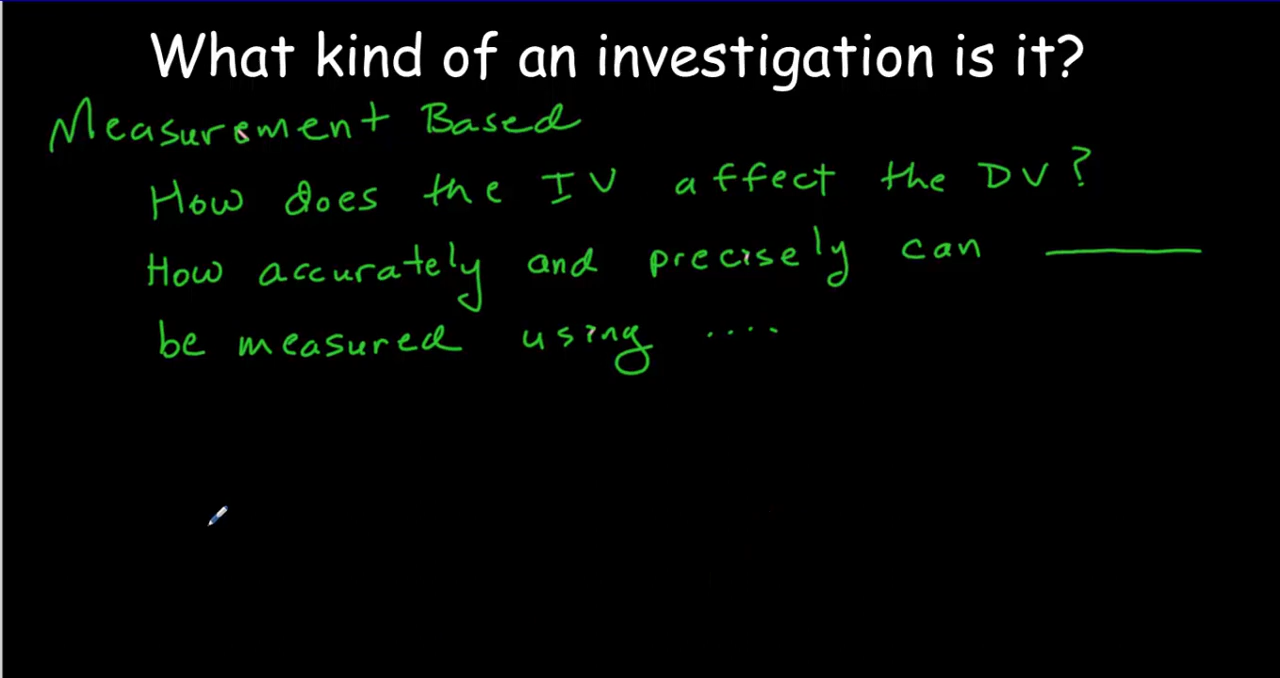 What kind of an investigation is it?
Measurement Based
How does the IV affect the DV?
How accurately and precisely can ________
be measured using ....